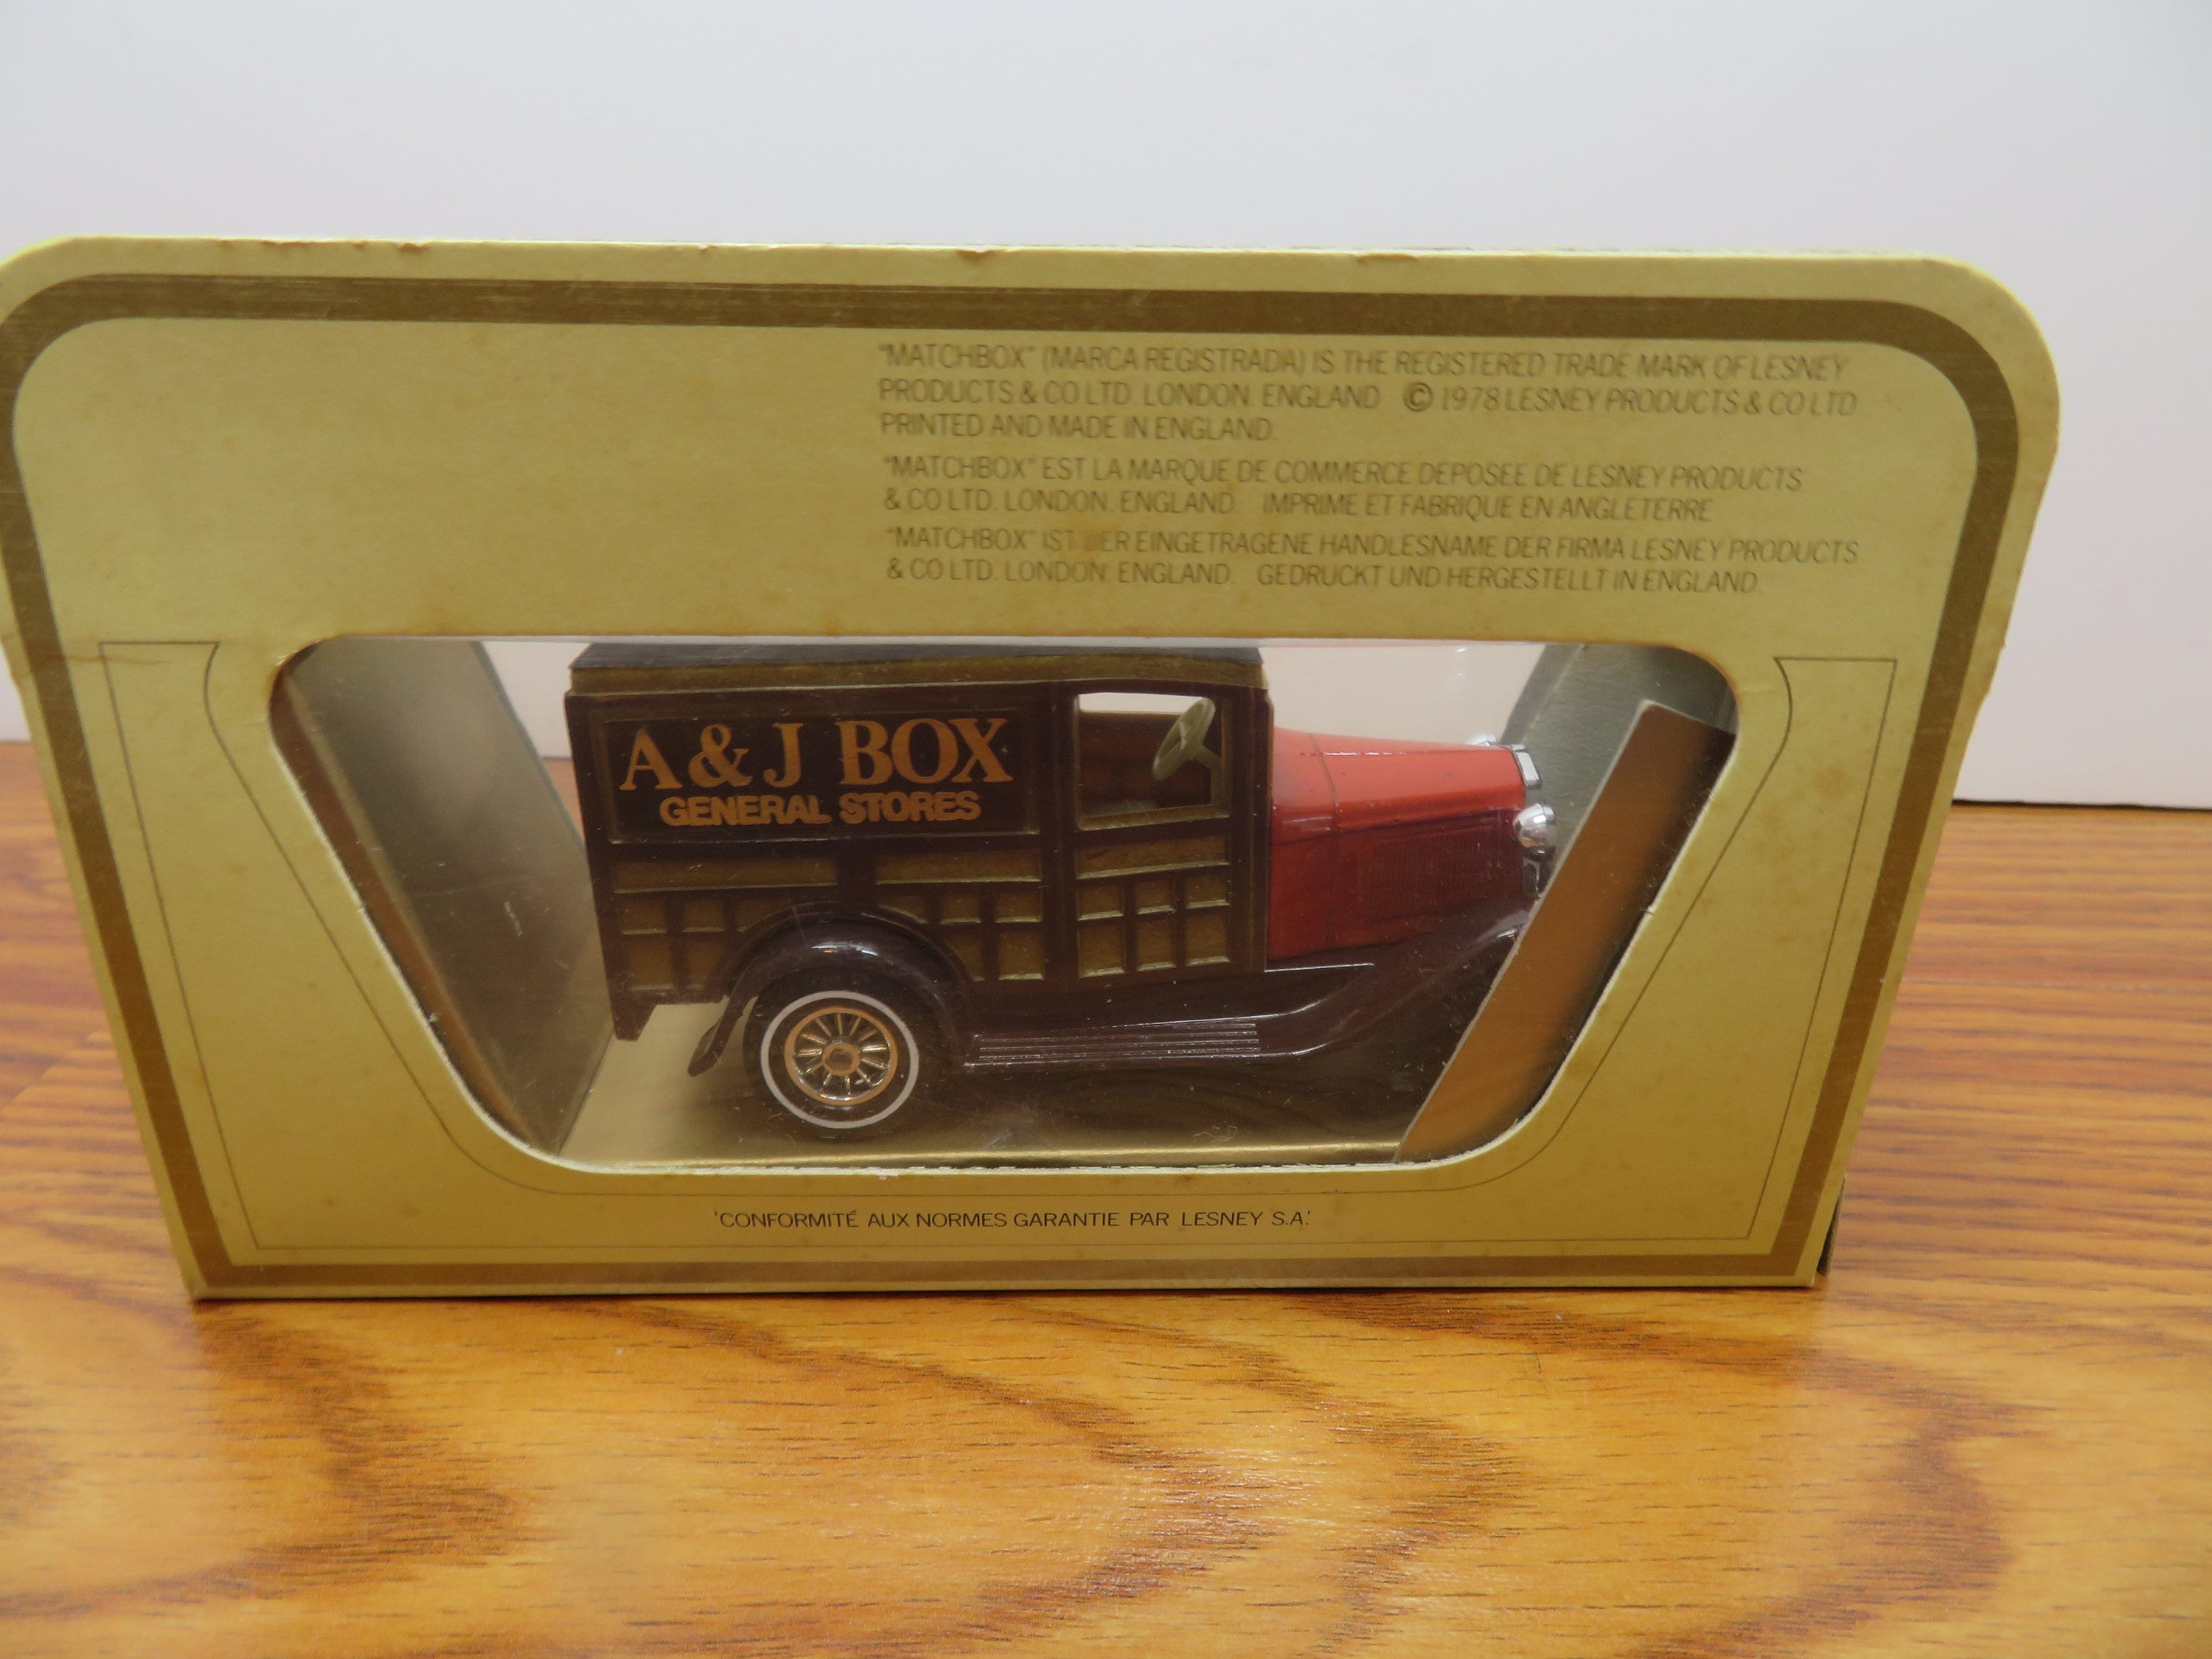 "MATCHBOX" (MARCA REGISTRADA) IS THE REGISTERED TRADE MARK OF LESNEY
PRODUCTS & CO LTD. LONDON. ENGLAND © 1978 LESNEY PRODUCTS & CO LTD
PRINTED AND MADE IN ENGLAND.
"MATCHBOX" EST LA MARQUE DE COMMERCE DEPOSEE DE LESNEY PRODUCTS
& CO LTD. LONDON. ENGLAND. IMPRIME ET FABRIQUE EN ANGLETERRE
"MATCHBOX" IST DER EINGETRAGENE HANDLESNAME DER FIRMA LESNEY PRODUCTS
& CO LTD. LONDON. ENGLAND. GEDRUCKT UND HERGESTELLT IN ENGLAND.
A & J BOX
GENERAL STORES
'CONFORMITÉ AUX NORMES GARANTIE PAR LESNEY S.A.'